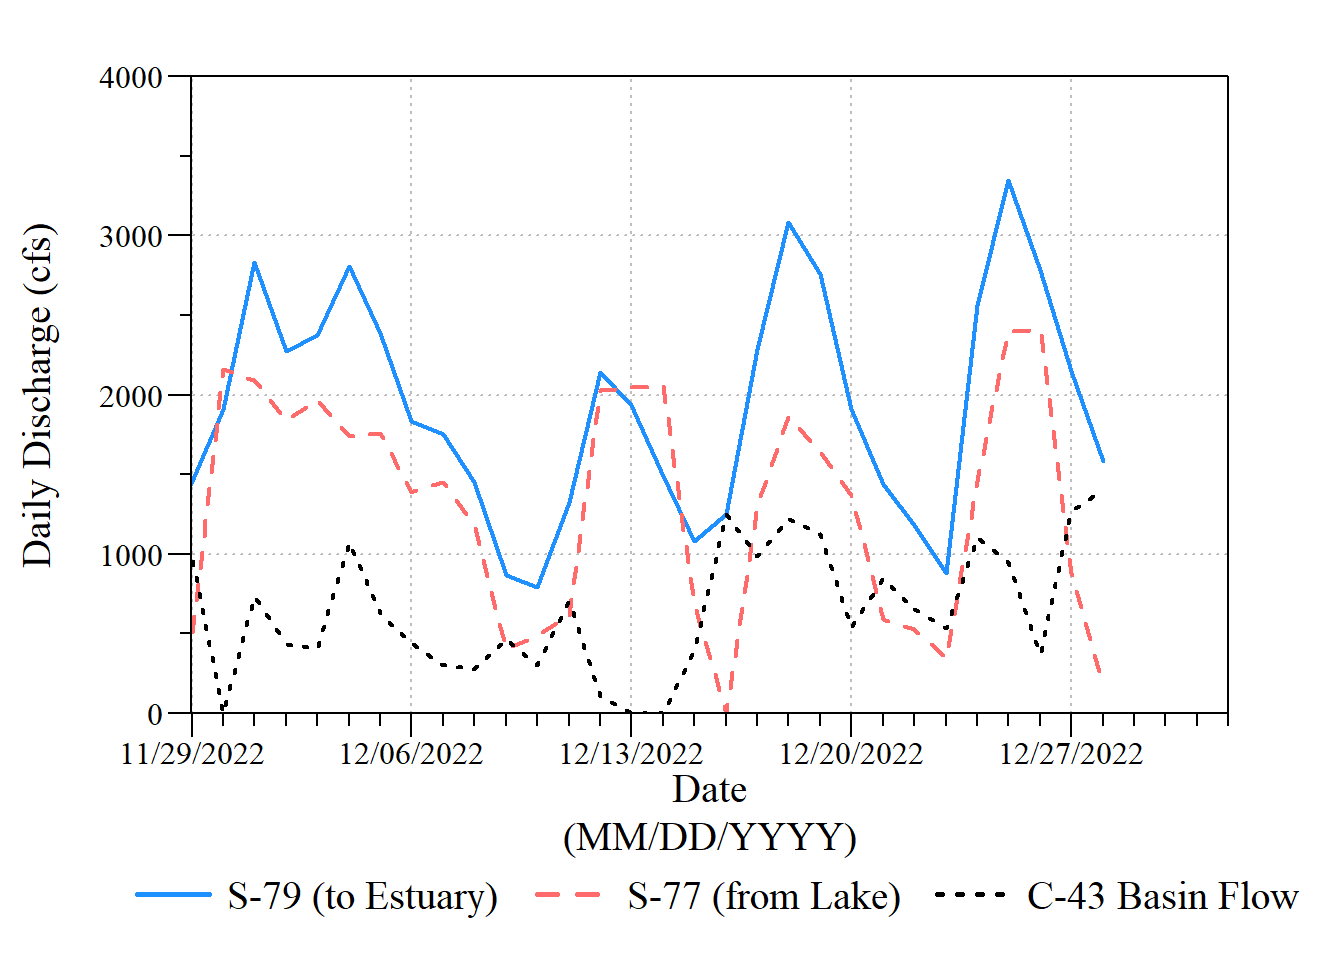 Daily Discharge (cfs)
4000
3000
2000
1000
0
11/29/2022 12/06/2022 12/13/2022 12/20/2022 12/27/2022
Date
(MM/DD/YYYY)
S-79 (to Estuary) S-77 (from Lake) C-43 Basin Flow